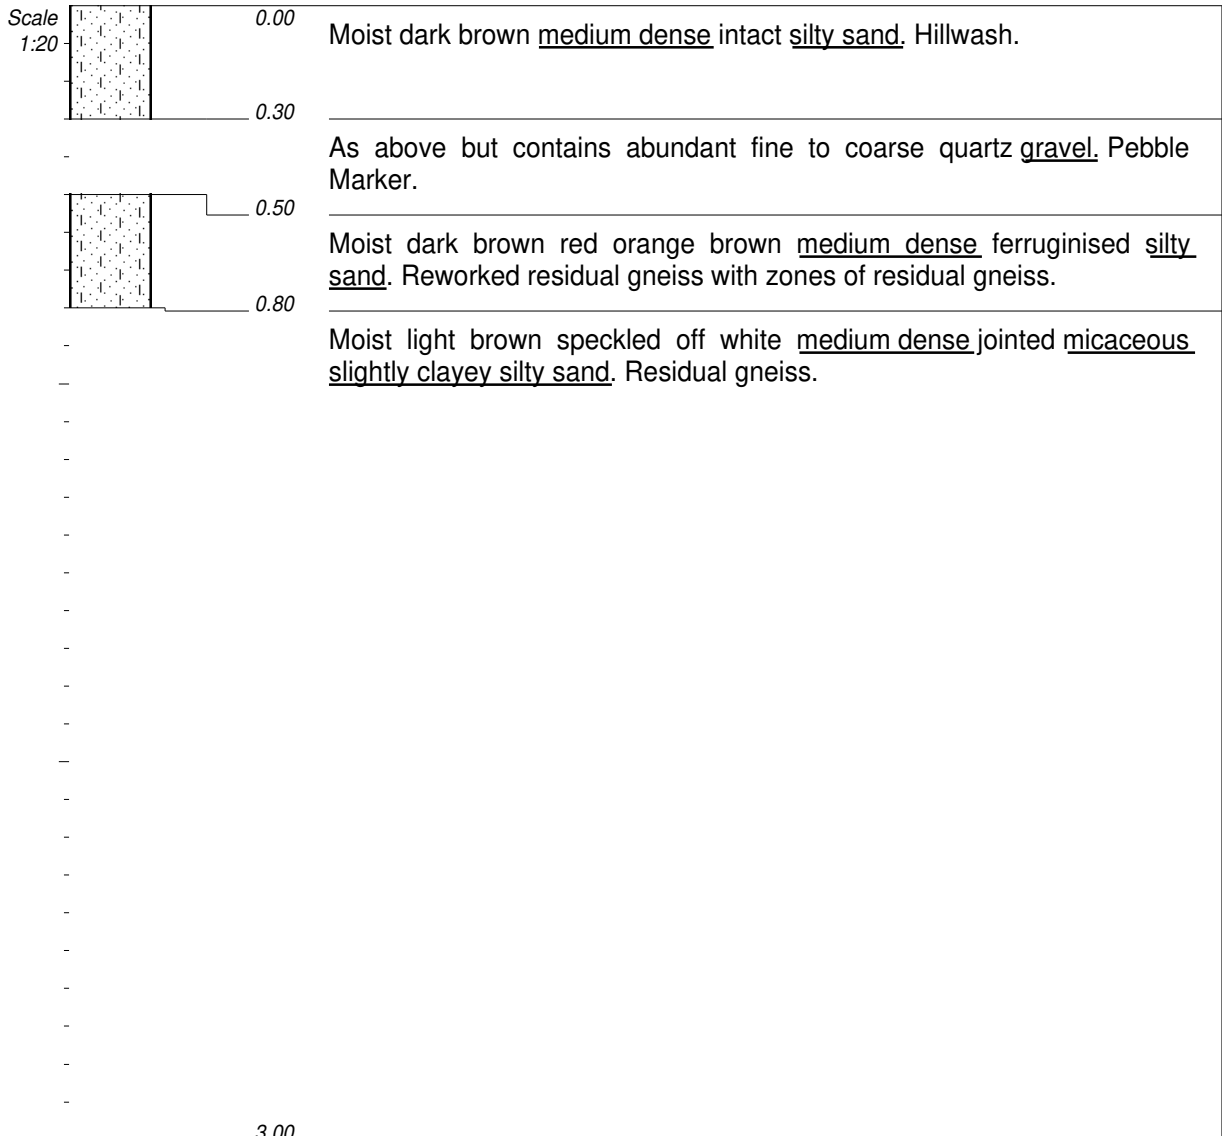 Scale
1:20
0.00
Moist dark brown medium dense intact silty sand. Hillwash.
0.30
As above but contains abundant fine to coarse quartz gravel. Pebble
Marker.
0.50
Moist dark brown red orange brown medium dense ferruginised silty
sand. Reworked residual gneiss with zones of residual gneiss.
0.80
Moist light brown speckled off white medium dense jointed micaceous
slightly clayey silty sand. Residual gneiss.
3.00